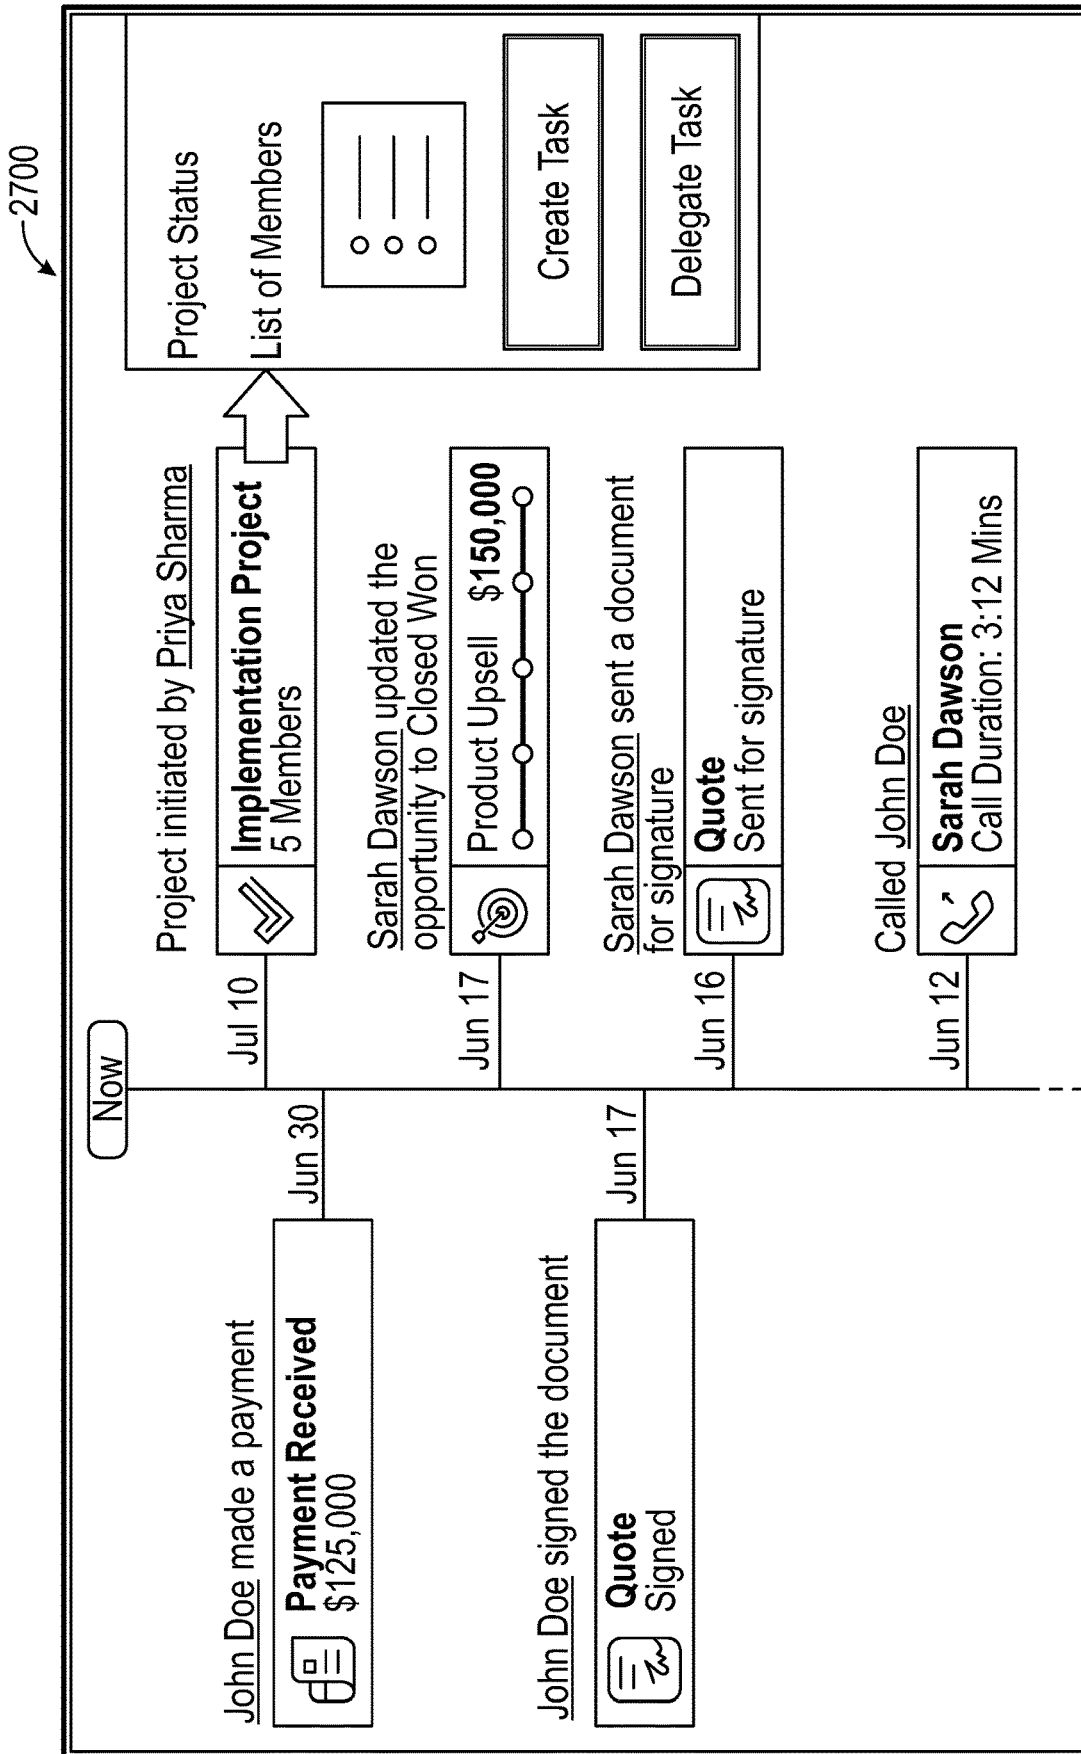 2700
Now
Project initiated by Priya Sharma
Jul 10
Implementation Project
5 Members
Project Status
List of Members
Create Task
Delegate Task
John Doe made a payment
Payment Received
$125,000
Jun 30
Sarah Dawson updated the
opportunity to Closed Won
Jun 17
Product Upsell $150,000
John Doe signed the document
Quote
Signed
Jun 17
Sarah Dawson sent a document
for signature
Jun 16
Quote
Sent for signature
Called John Doe
Jun 12
Sarah Dawson
Call Duration: 3:12 Mins